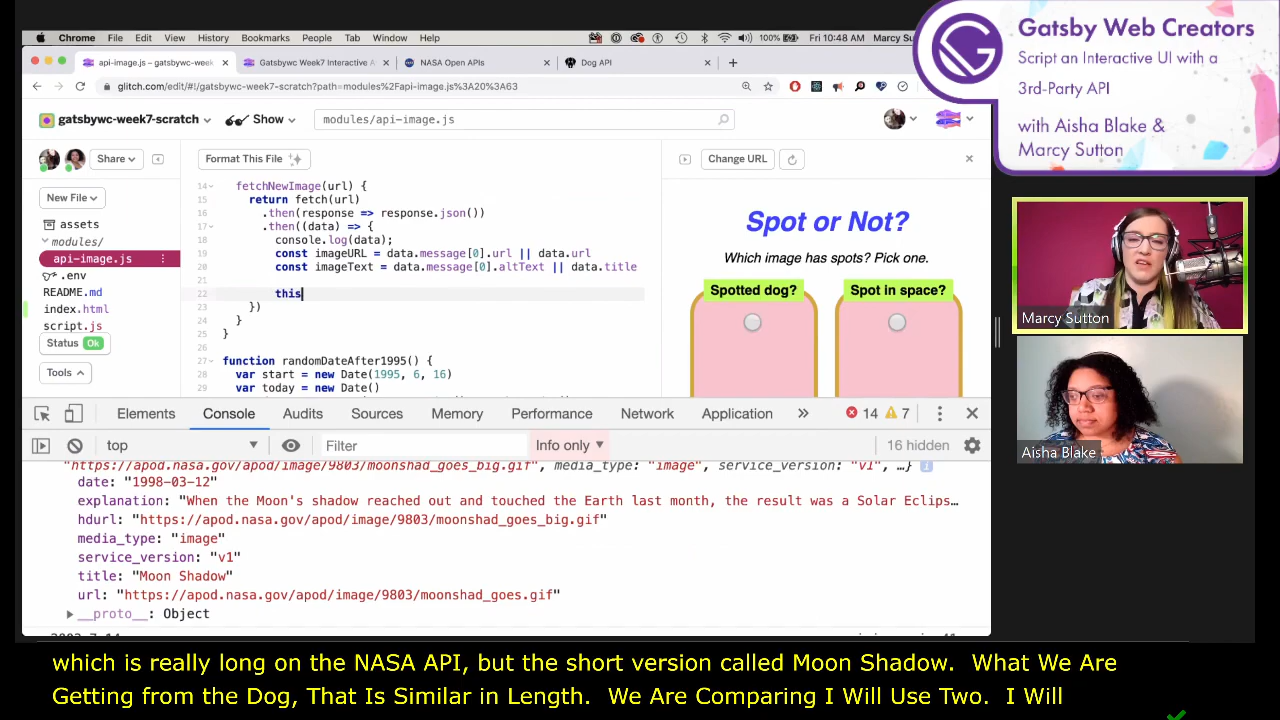 Chrome File Edit View History Bookmarks People Tab Window Help 100% Fri 10:48 AM Marcy Su
api-image.js – gatsbywc-week
Gatsbywc Week7 Interactive A
NASA Open APIs
Dog API
glitch.com/edit/#!/gatsbywc-week7-scratch?path=modules%2Fapi-image.js%3A20%3A63
gatsbywc-week7-scratch
Show
modules/api-image.js
Share
Format This File
Change URL
New File
assets
modules/
api-image.js
.env
README.md
index.html
script.js
Status Ok
Tools
14 fetchNewImage(url) {
15 return fetch(url)
16 .then(response => response.json())
17 .then((data) => {
18 console.log(data);
19 const imageURL = data.message[0].url || data.url
20 const imageText = data.message[0].altText || data.title
21
22 this
23 })
24 }
25 }
26
27 function randomDateAfter1995() {
28 var start = new Date(1995, 6, 16)
29 var today = new Date()
Spot or Not?
Which image has spots? Pick one.
Spotted dog?
Spot in space?
Elements Console Audits Sources Memory Performance Network Application » 14 7
top Filter Info only 16 hidden
"https://apod.nasa.gov/apod/image/9803/moonshad_goes_big.gif", media_type: "image", service_version: "v1", …}
date: "1998-03-12"
explanation: "When the Moon's shadow reached out and touched the Earth last month, the result was a Solar Eclips…
hdurl: "https://apod.nasa.gov/apod/image/9803/moonshad_goes_big.gif"
media_type: "image"
service_version: "v1"
title: "Moon Shadow"
url: "https://apod.nasa.gov/apod/image/9803/moonshad_goes.gif"
__proto__: Object
Gatsby Web Creators
Script an Interactive UI with a
3rd-Party API
with Aisha Blake &
Marcy Sutton
Marcy Sutton
Aisha Blake
which is really long on the NASA API, but the short version called Moon Shadow. What We Are
Getting from the Dog, That Is Similar in Length. We Are Comparing I Will Use Two. I Will